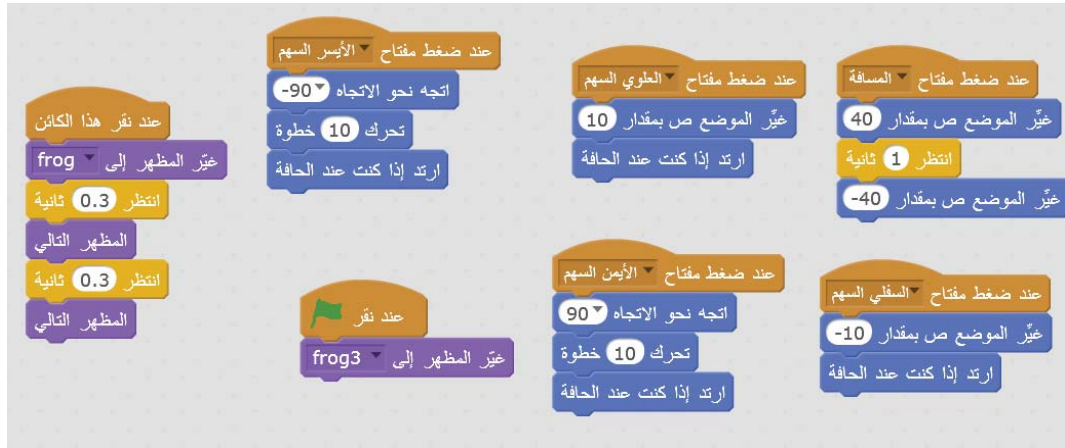 عند ضغط مفتاح الأيسر السهم
اتجه نحو الاتجاه -90
تحرك 10 خطوة
ارتد إذا كنت عند الحافة
عند ضغط مفتاح العلوي السهم
غيِّر الموضع ص بمقدار 10
ارتد إذا كنت عند الحافة
عند ضغط مفتاح المسافة
غيِّر الموضع ص بمقدار 40
انتظر 1 ثانية
غيِّر الموضع ص بمقدار -40
عند نقر هذا الكائن
غيّر المظهر إلى frog
انتظر 0.3 ثانية
المظهر التالي
انتظر 0.3 ثانية
المظهر التالي
عند نقر
غيّر المظهر إلى frog3
عند ضغط مفتاح الأيمن السهم
اتجه نحو الاتجاه 90
تحرك 10 خطوة
ارتد إذا كنت عند الحافة
عند ضغط مفتاح السفلي السهم
غيِّر الموضع ص بمقدار -10
ارتد إذا كنت عند الحافة